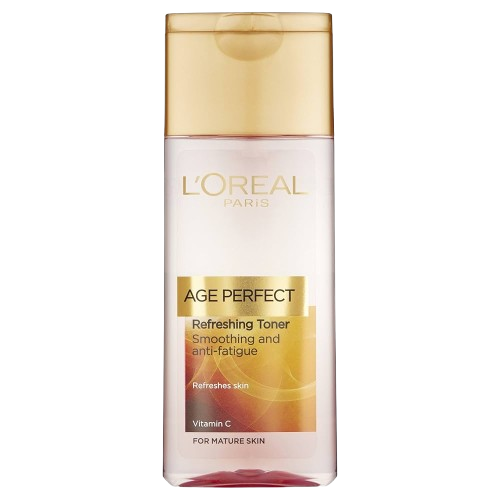 L'ORÉAL
PARiS
AGE PERFECT
Refreshing Toner
Smoothing and
anti-fatigue
Refreshes skin
Vitamin C
FOR MATURE SKIN